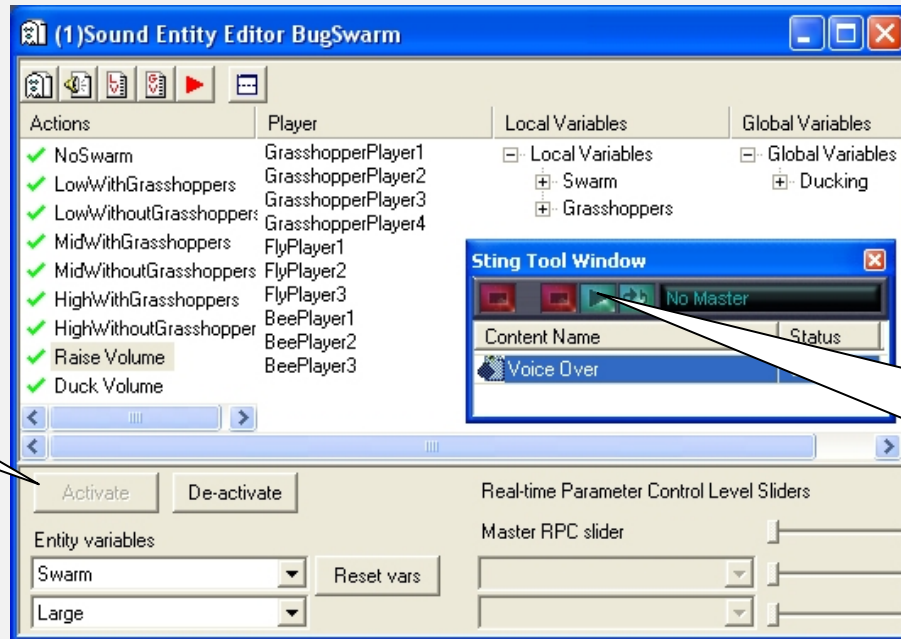 (1)Sound Entity Editor BugSwarm
Actions
NoSwarm
LowWithGrasshoppers
LowWithoutGrasshoppers
MidWithGrasshoppers
MidWithoutGrasshoppers
HighWithGrasshoppers
HighWithoutGrasshopper
Raise Volume
Duck Volume
Player
GrasshopperPlayer1
GrasshopperPlayer2
GrasshopperPlayer3
GrasshopperPlayer4
FlyPlayer1
FlyPlayer2
FlyPlayer3
BeePlayer1
BeePlayer2
BeePlayer3
Local Variables
Local Variables
Swarm
Grasshoppers
Global Variables
Global Variables
Ducking
Sting Tool Window
No Master
Content Name Status
Voice Over
Activate De-activate
Entity variables
Swarm
Reset vars
Large
Real-time Parameter Control Level Sliders
Master RPC slider